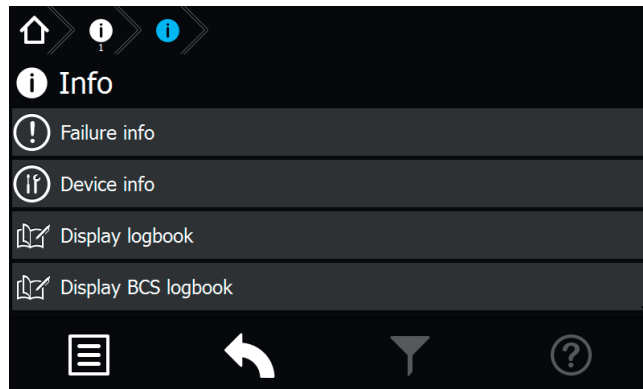 1
Info
Failure info
Device info
Display logbook
Display BCS logbook